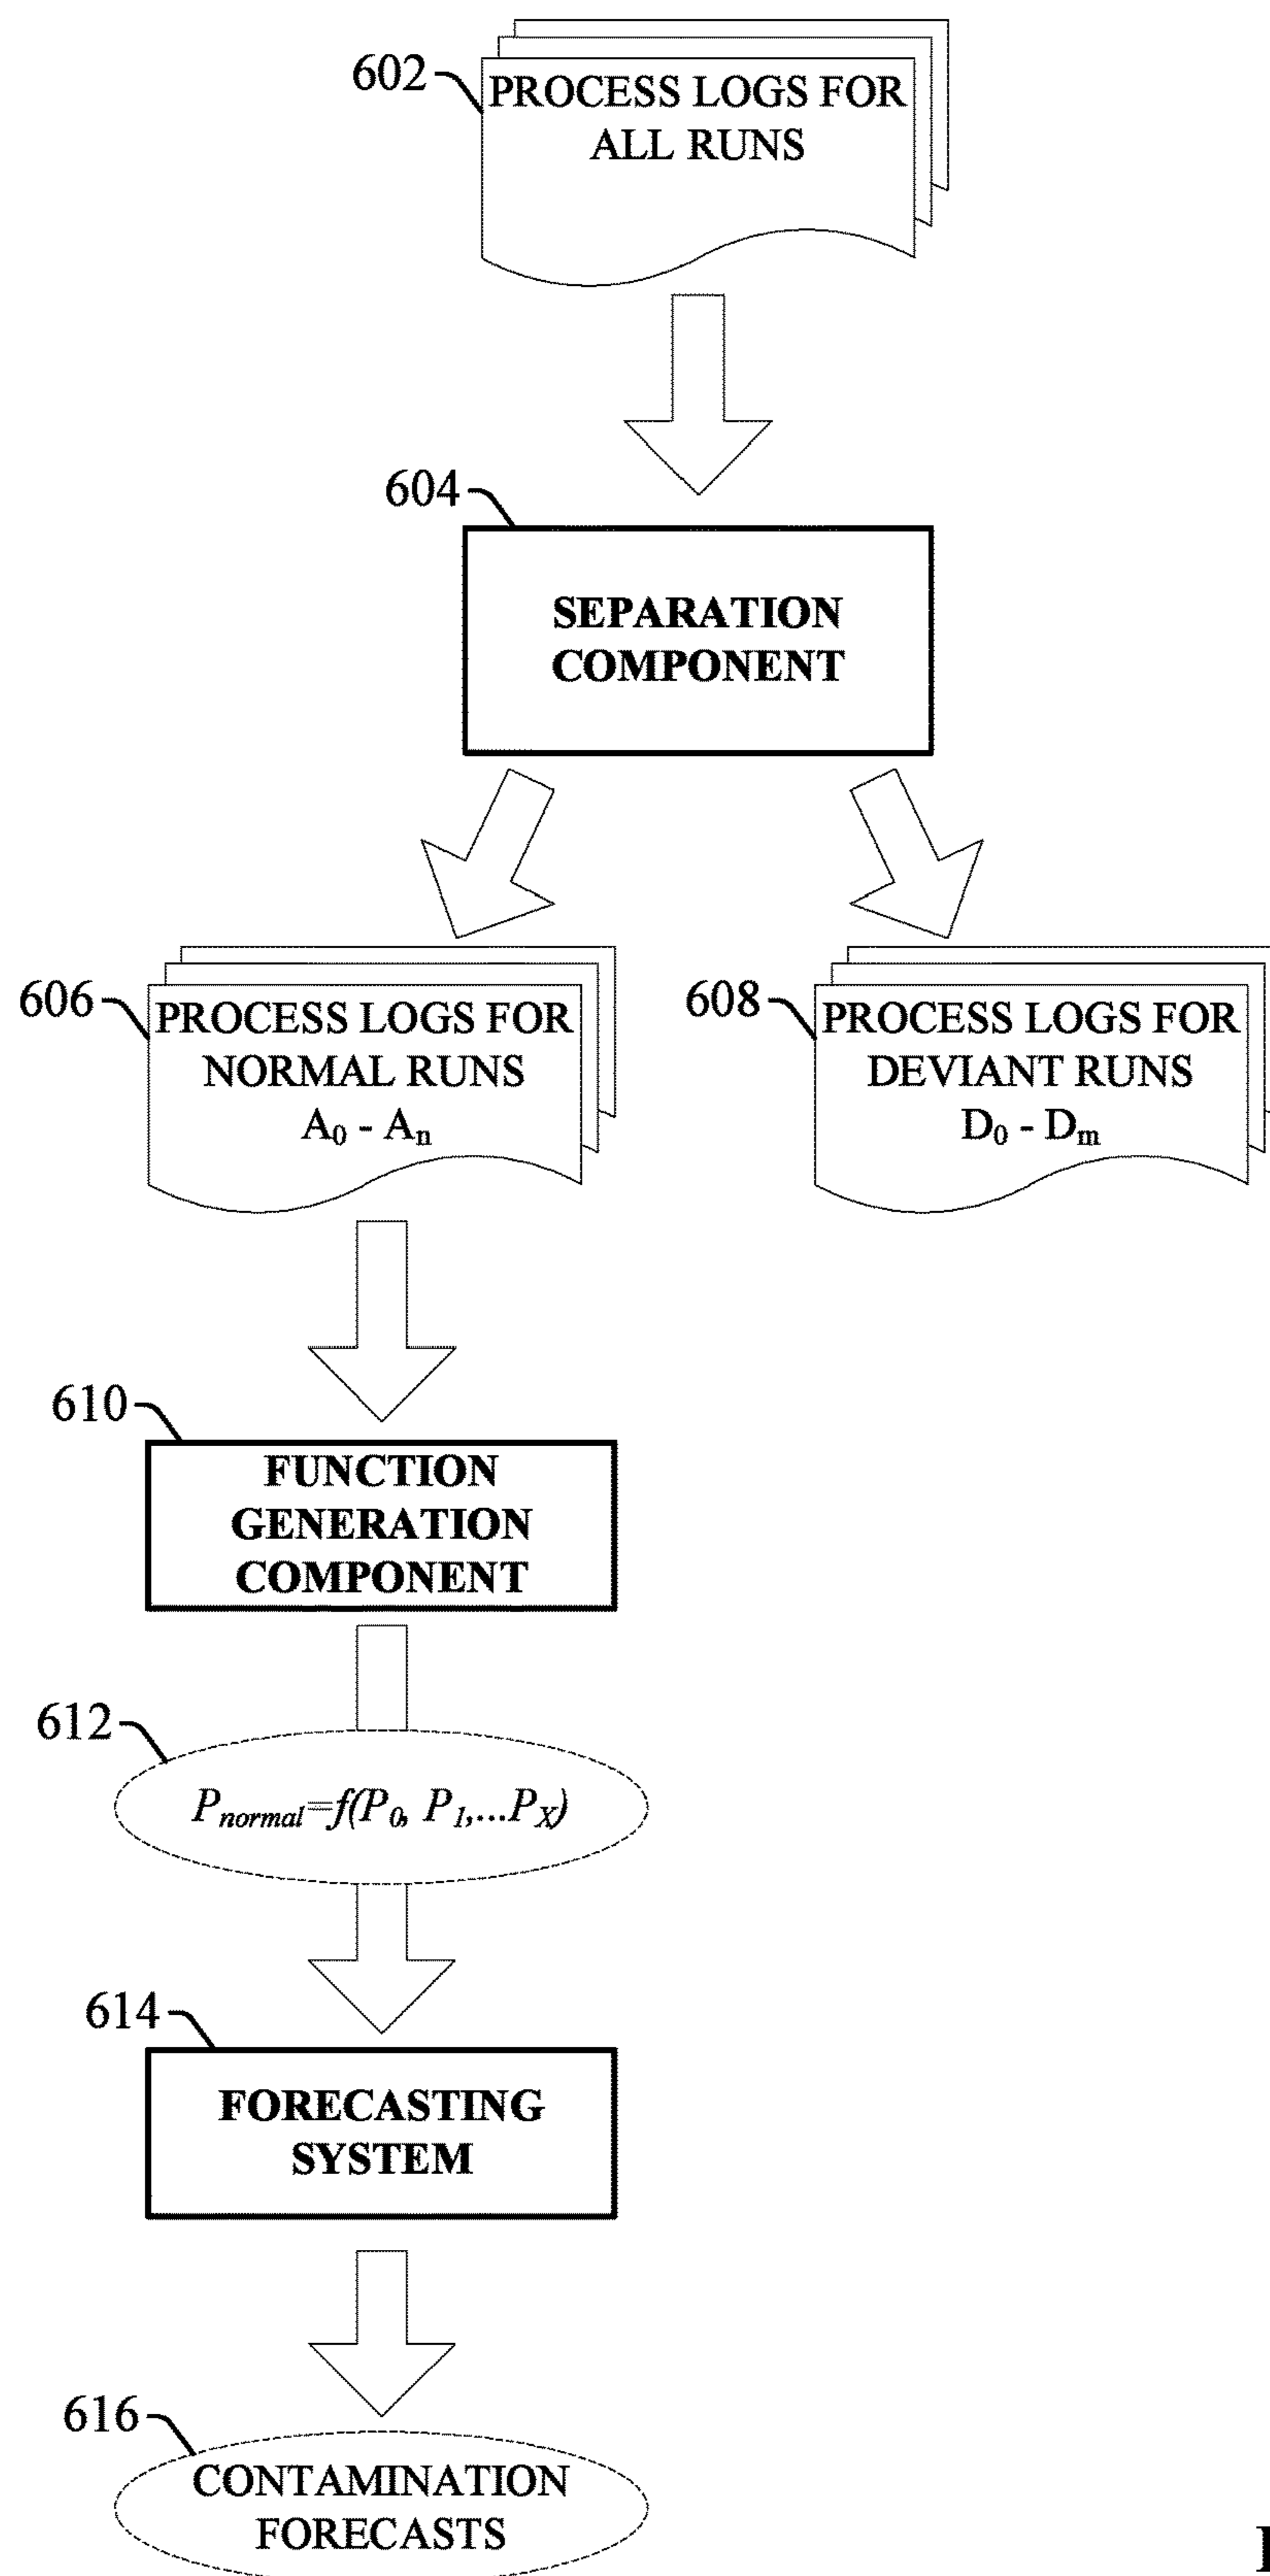 602
PROCESS LOGS FOR
ALL RUNS
604
SEPARATION
COMPONENT
606
PROCESS LOGS FOR
NORMAL RUNS
A₀ - Aₙ
608
PROCESS LOGS FOR
DEVIANT RUNS
D₀ - Dₘ
610
FUNCTION
GENERATION
COMPONENT
612
P_normal=f(P₀, P₁,...P_X)
614
FORECASTING
SYSTEM
616
CONTAMINATION
FORECASTS